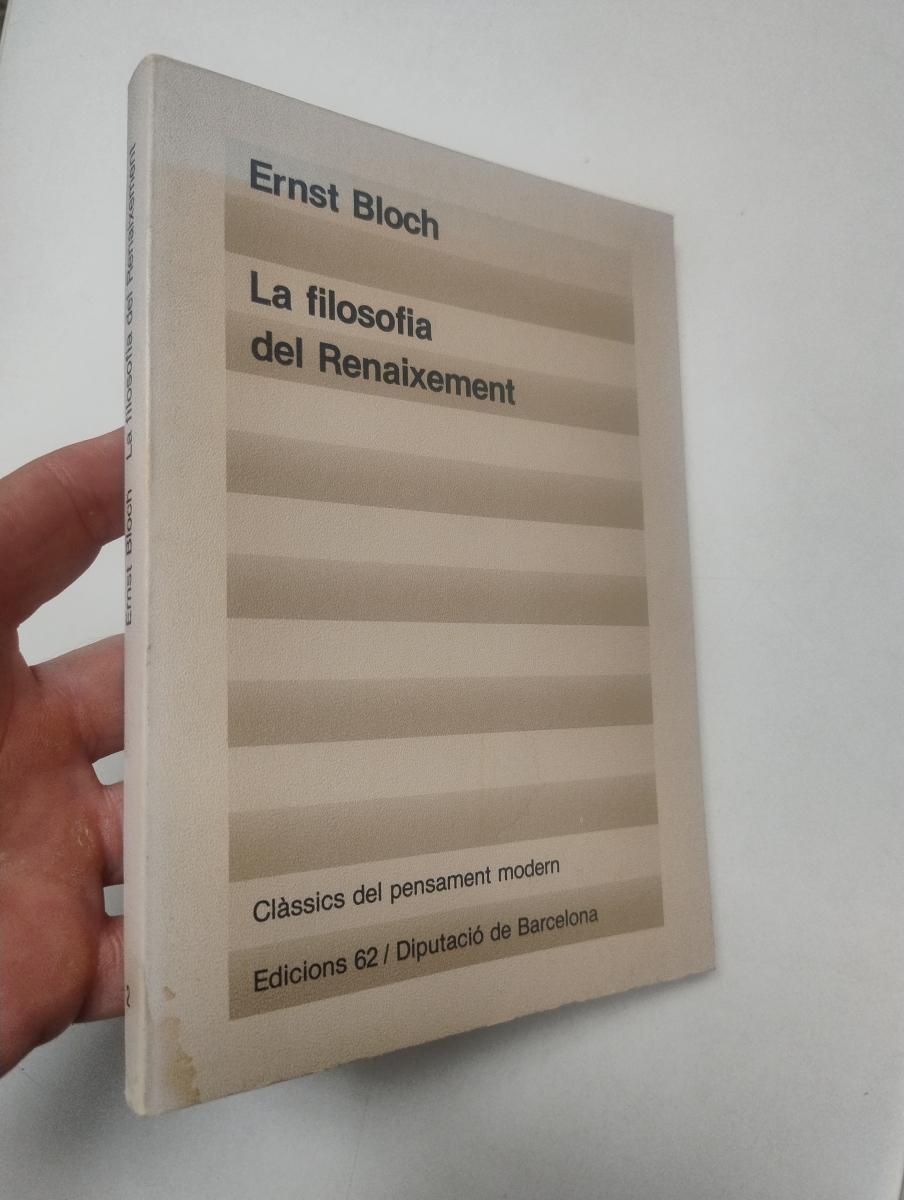 Ernst Bloch
La filosofia
del Renaixement
Clàssics del pensament modern
Edicions 62 / Diputació de Barcelona
Ernst Bloch La filosofia del Renaixement
2